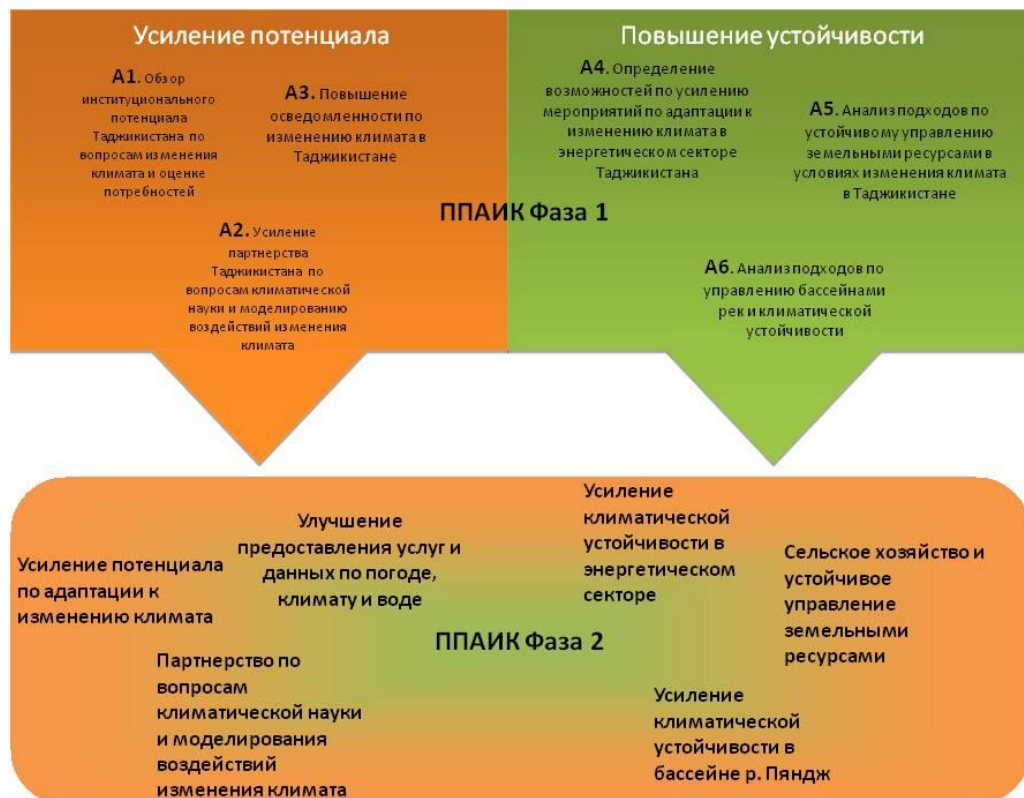 Усиление потенциала
А1. Обзор
институционального
потенциала
Таджикистана по
вопросам изменения
климата и оценке
потребностей
А3. Повышение
осведомленности по
изменению климата в
Таджикистане
А2. Усиление
партнерства
Таджикистана по
вопросам климатической
науки и моделированию
воздействий изменения
климата
Повышение устойчивости
А4. Определение
возможностей по усилению
мероприятий по адаптации к
изменению климата в
энергетическом секторе
Таджикистана
А5. Анализ подходов по
устойчивому управлению
земельными ресурсами в
условиях изменения климата
в Таджикистане
ППАИК Фаза 1
А6. Анализ подходов по
управлению бассейнами
рек и климатической
устойчивости
Усиление потенциала
по адаптации к
изменению климата
Улучшение
предоставления услуг и
данных по погоде,
климату и воде
Усиление
климатической
устойчивости в
энергетическом
секторе
Сельское хозяйство и
устойчивое
управление
земельными
ресурсами
ППАИК Фаза 2
Партнерство по
вопросам
климатической науки
и моделирования
воздействий
изменения климата
Усиление
климатической
устойчивости в
бассейне р. Пяндж